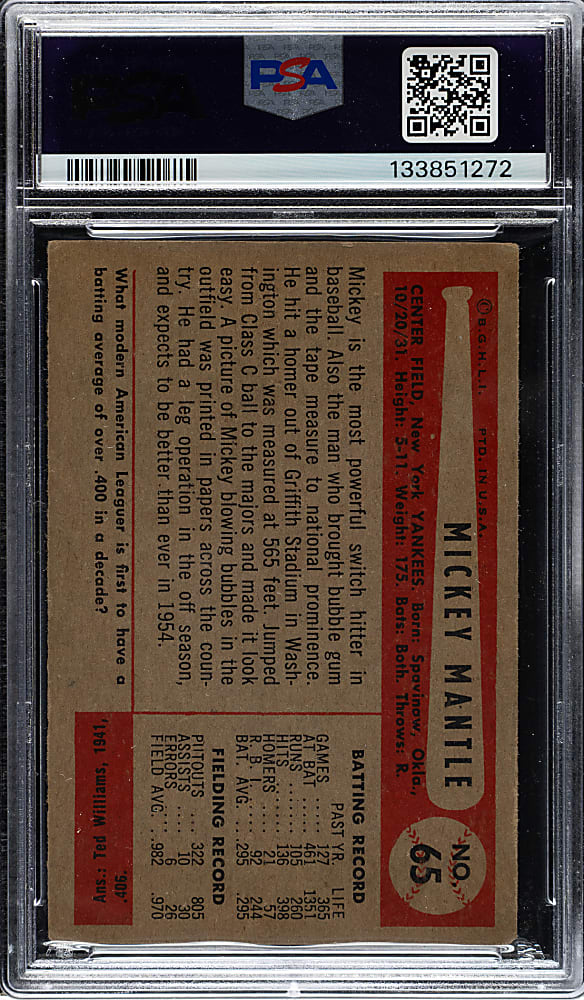 PSA
133851272
© B.G.H.L.I. PTD. IN U.S.A.
MICKEY MANTLE
NO. 65
CENTER FIELD, New York YANKEES Born: Spavinaw, Okla.,
10/20/31. Height: 5-11. Weight: 175. Bats: Both. Throws: R.
Mickey is the most powerful switch hitter in
baseball. Also the man who brought bubble gum
and the tape measure to national prominence.
He hit a homer out of Griffith Stadium in Wash-
ington which was measured at 565 feet. Jumped
from Class C ball to the majors and made it look
easy. A picture of Mickey blowing bubbles in the
outfield was printed in papers across the coun-
try. He had a leg operation in the off season,
and expects to be better than ever in 1954.
BATTING RECORD
PAST YR. LIFE
GAMES ..... 127 365
AT BAT .... 461 1351
RUNS ...... 105 260
HITS ...... 136 398
HOMERS .... 21 57
R. B. I. .... 92 244
BAT. AVG. .. .295 .295
FIELDING RECORD
PUTOUTS ... 322 805
ASSISTS .... 10 30
ERRORS .... 6 26
FIELD AVG. .. .982 .970
What modern American Leaguer is first to have a
batting average of over .400 in a decade?
Ans: Ted Williams, 1941,
.406.